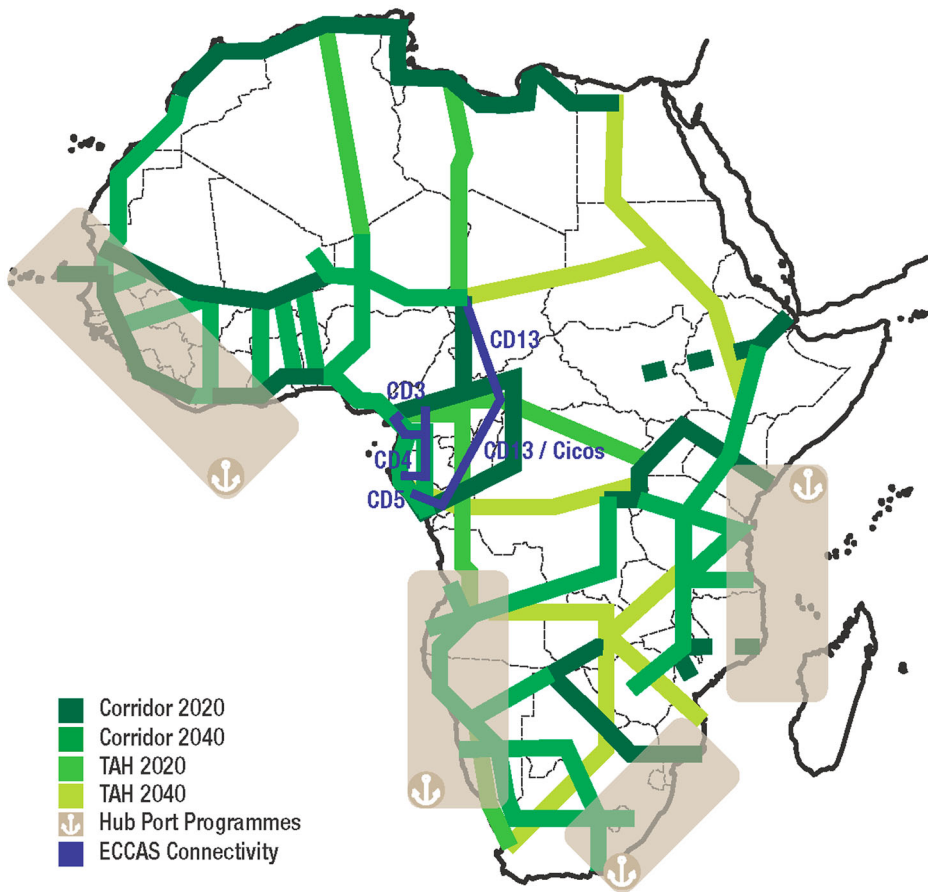 CD13
CD3
CD4
CD13 / Cicos
CD5
Corridor 2020
Corridor 2040
TAH 2020
TAH 2040
Hub Port Programmes
ECCAS Connectivity